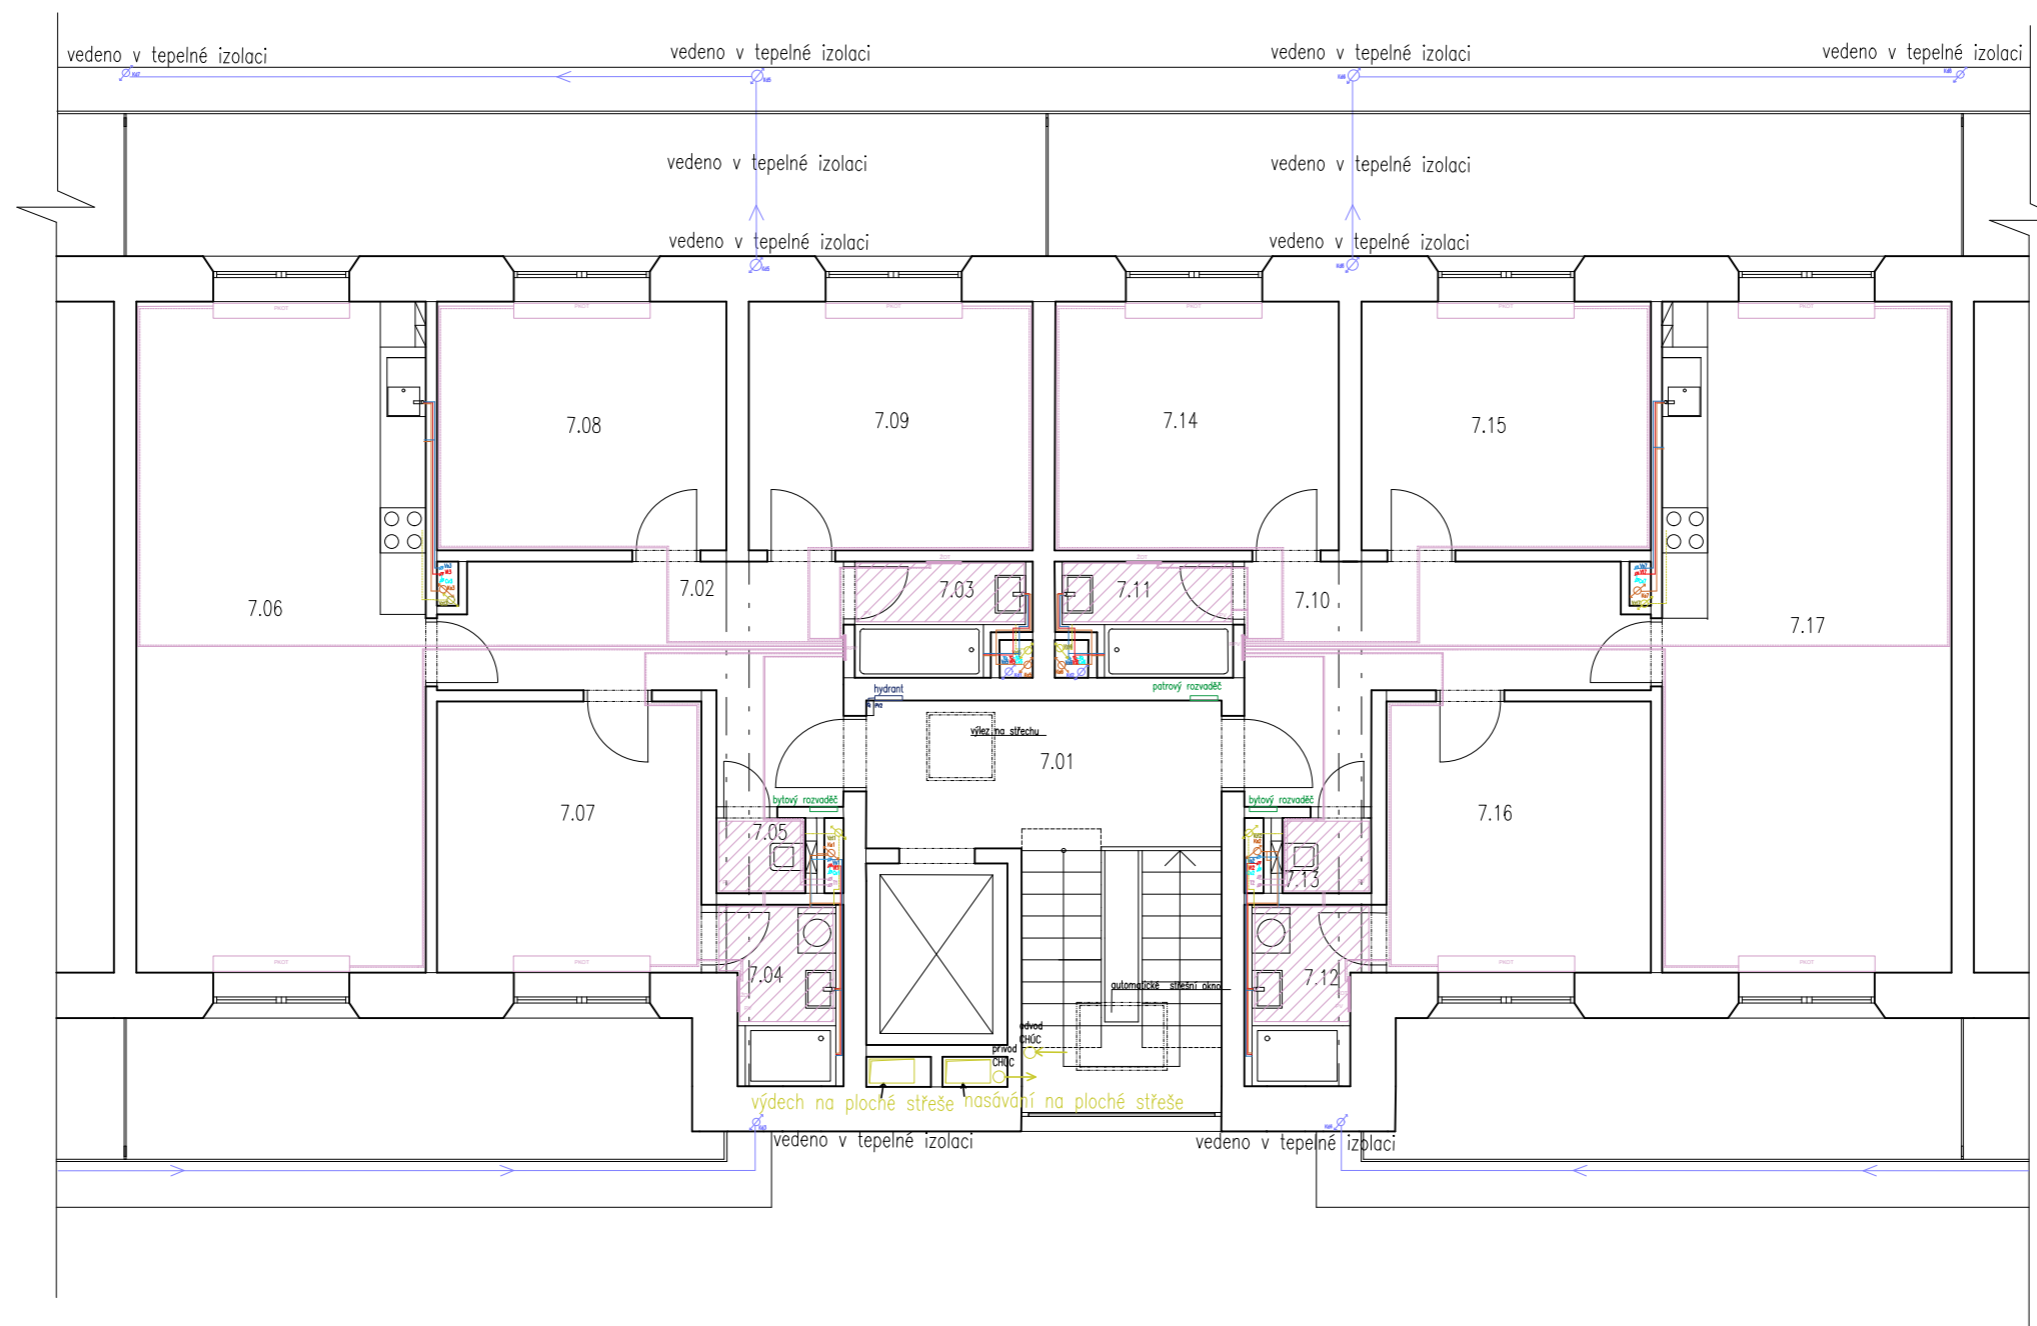 vedeno v tepelné izolaci
vedeno v tepelné izolaci
vedeno v tepelné izolaci
vedeno v tepelné izolaci
vedeno v tepelné izolaci
vedeno v tepelné izolaci
vedeno v tepelné izolaci
vedeno v tepelné izolaci
7.08
7.09
7.14
7.15
7.02
7.03
7.11
7.10
7.06
7.17
hydrant
patrový rozvaděč
výlez na střechu
7.01
bytový rozvaděč
bytový rozvaděč
7.07
7.05
7.16
7.13
7.04
7.12
automatické střešní okno
odvod
CHÚC
přívod
CHÚC
výdech na ploché střeše
nasávání na ploché střeše
vedeno v tepelné izolaci
vedeno v tepelné izolaci